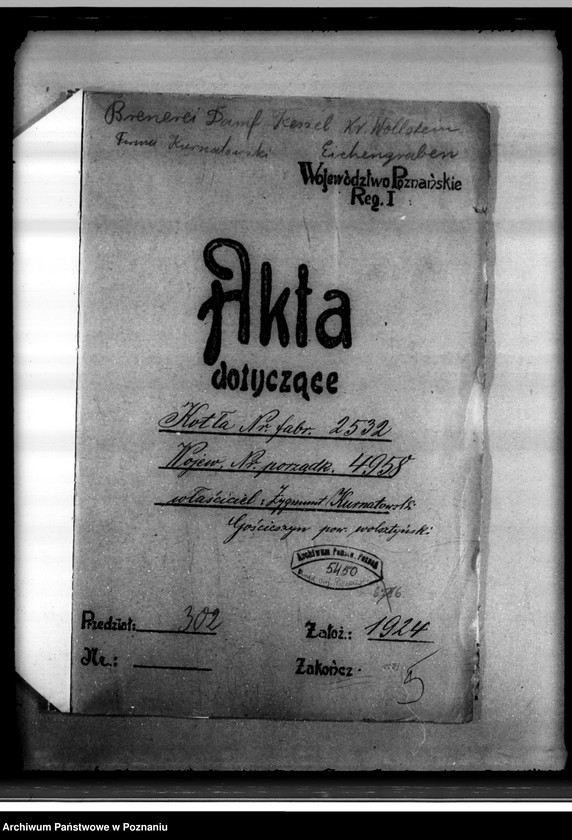 Brenerei Damf Kessel Kr. Wollstein
Firma Kurnatowski Eichengraben
Województwo Poznańskie
Reg. I
Akta
dotyczące
Kotła Nr. fabr. 2532
Wojew. Nr. porządk. 4958
właściciel: Zygmunt Kurnatowski
Gościeszyn pow. wolsztyński
Archiwum Państw. Poznań
5450
Przedział: 302
Założ.: 1924
Nr.:
Zakończ.
Archiwum Państwowe w Poznaniu